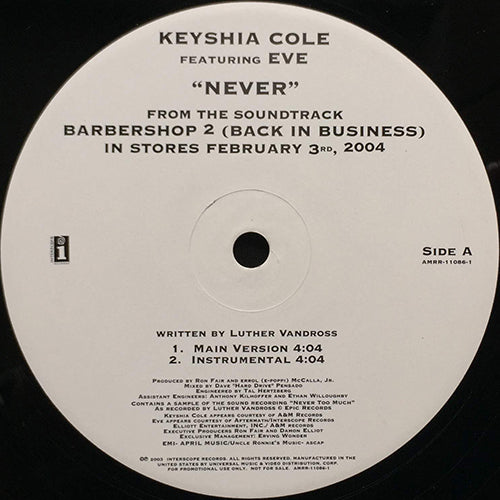 KEYSHIA COLE
FEATURING EVE
"NEVER"
FROM THE SOUNDTRACK
BARBERSHOP 2 (BACK IN BUSINESS)
IN STORES FEBRUARY 3RD, 2004
INTERSCOPE
i
SIDE A
AMRR-11086-1
WRITTEN BY LUTHER VANDROSS
1. MAIN VERSION 4:04
2. INSTRUMENTAL 4:04
PRODUCED BY RON FAIR AND ERROL (E-POPPI) MCCALLA, JR.
MIXED BY DAVE "HARD DRIVE" PENSADO
ENGINEERED BY TAL HERTZBERG
ASSISTANT ENGINEERS: ANTHONY KILHOFFER AND ETHAN WILLOUGHBY
CONTAINS A SAMPLE OF THE SOUND RECORDING "NEVER TOO MUCH"
AS RECORDED BY LUTHER VANDROSS © EPIC RECORDS
KEYSHIA COLE APPEARS COURTESY OF A&M RECORDS
EVE APPEARS COURTESY OF AFTERMATH/INTERSCOPE RECORDS
ELLIOTT ENTERTAINMENT, INC./ A&M RECORDS
EXECUTIVE PRODUCERS RON FAIR AND DAMON ELLIOT
EXCLUSIVE MANAGEMENT: ERVING WONDER
EMI- APRIL MUSIC/UNCLE RONNIE'S MUSIC- ASCAP
℗© 2003 INTERSCOPE RECORDS. ALL RIGHTS RESERVED. MANUFACTURED IN THE
UNITED STATES BY UNIVERSAL MUSIC & VIDEO DISTRIBUTION, CORP.
FOR PROMOTIONAL USE ONLY, NOT FOR SALE. AMRR-11086-1